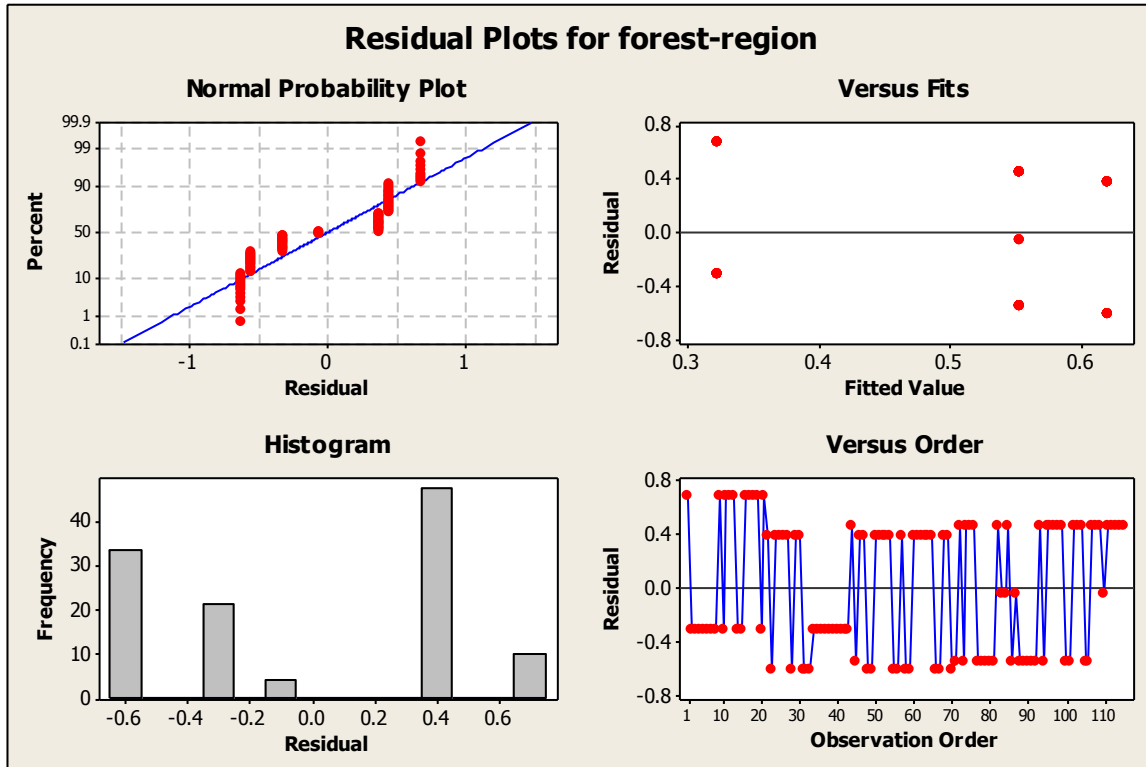 Residual Plots for forest-region
Normal Probability Plot
Percent
99.9
99
90
50
10
1
0.1
-1 0 1
Residual
Versus Fits
Residual
0.8
0.4
0.0
-0.4
-0.8
0.3 0.4 0.5 0.6
Fitted Value
Histogram
Frequency
40
30
20
10
0
-0.6 -0.4 -0.2 0.0 0.2 0.4 0.6
Residual
Versus Order
Residual
0.8
0.4
0.0
-0.4
-0.8
1 10 20 30 40 50 60 70 80 90 100 110
Observation Order